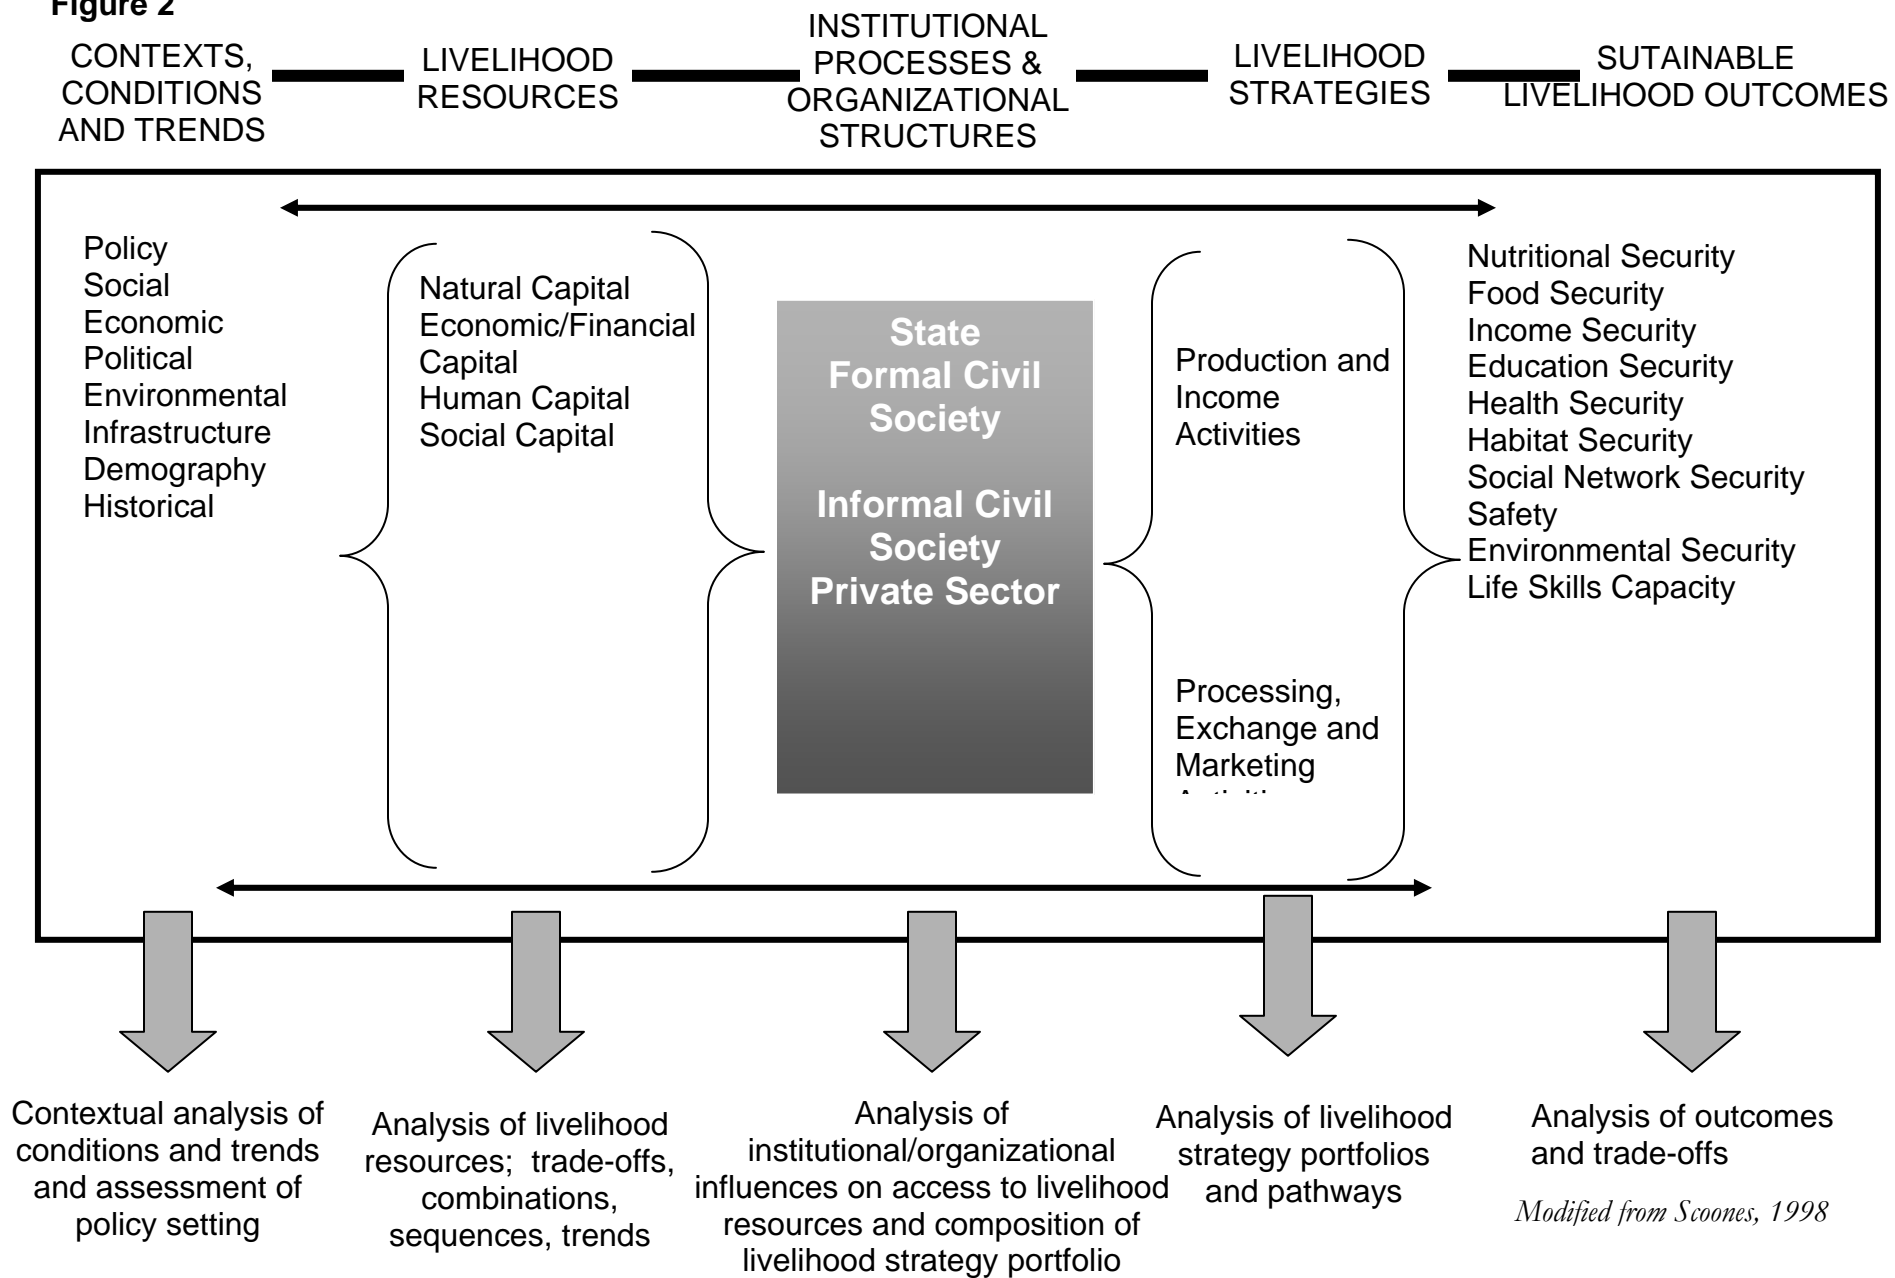 Figure 2
CONTEXTS,
CONDITIONS
AND TRENDS
LIVELIHOOD
RESOURCES
INSTITUTIONAL
PROCESSES &
ORGANIZATIONAL
STRUCTURES
LIVELIHOOD
STRATEGIES
SUTAINABLE
LIVELIHOOD OUTCOMES
Policy
Social
Economic
Political
Environmental
Infrastructure
Demography
Historical
Natural Capital
Economic/Financial
Capital
Human Capital
Social Capital
State
Formal Civil
Society
Informal Civil
Society
Private Sector
Production and
Income
Activities
Processing,
Exchange and
Marketing
Nutritional Security
Food Security
Income Security
Education Security
Health Security
Habitat Security
Social Network Security
Safety
Environmental Security
Life Skills Capacity
Contextual analysis of
conditions and trends
and assessment of
policy setting
Analysis of livelihood
resources; trade-offs,
combinations,
sequences, trends
Analysis of
institutional/organizational
influences on access to livelihood
resources and composition of
livelihood strategy portfolio
Analysis of livelihood
strategy portfolios
and pathways
Analysis of outcomes
and trade-offs
Modified from Scoones, 1998